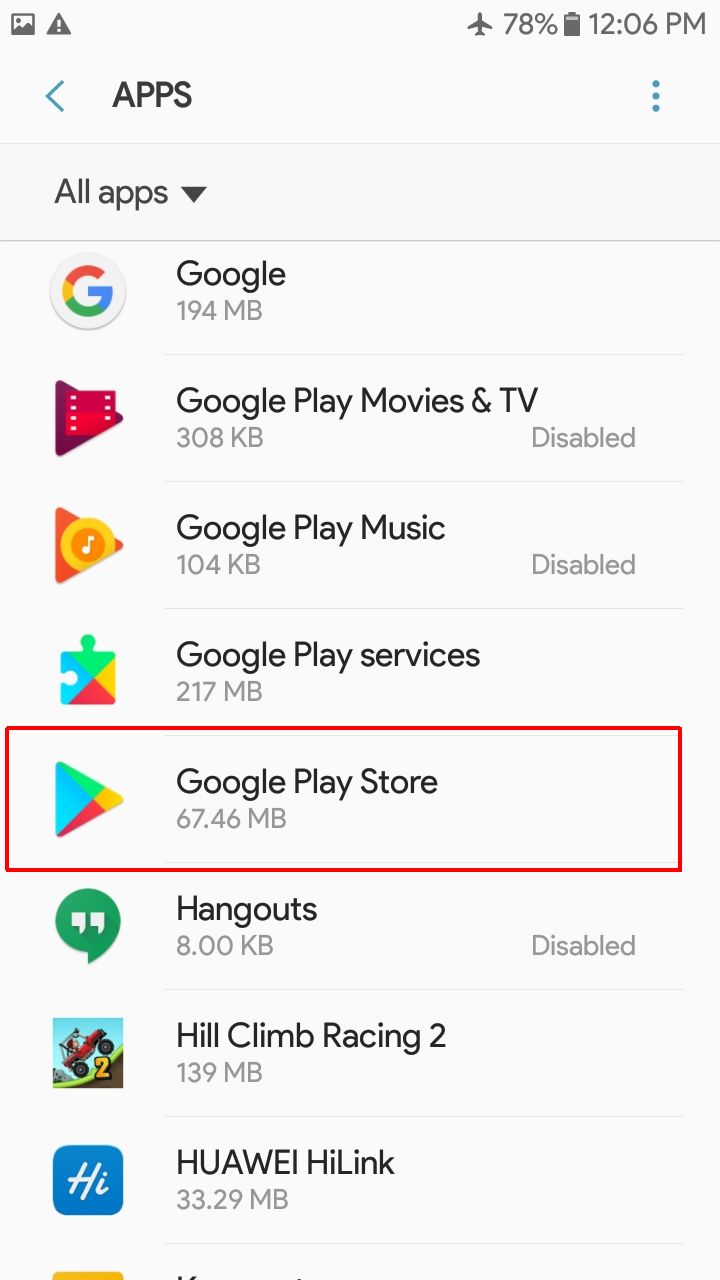 78% 12:06 PM
APPS
All apps
Google
194 MB
Google Play Movies & TV
308 KB Disabled
Google Play Music
104 KB Disabled
Google Play services
217 MB
Google Play Store
67.46 MB
Hangouts
8.00 KB Disabled
Hill Climb Racing 2
139 MB
2
Hi
HUAWEI HiLink
33.29 MB